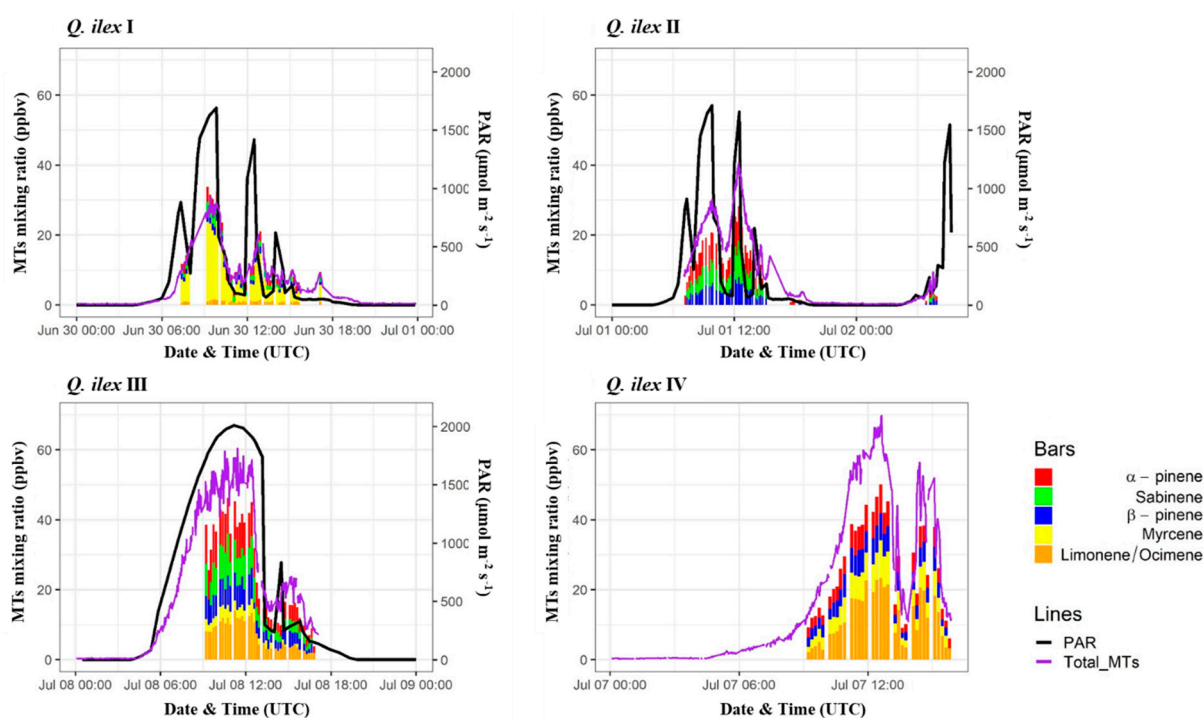 Q. ilex I
MTs mixing ratio (ppbv)
60
40
20
0
2000
1500
1000
500
0
PAR (μmol m⁻² s⁻¹)
Jun 30 00:00 Jun 30 06:00 Jun 30 12:00 Jun 30 18:00 Jul 01 00:00
Date & Time (UTC)
Q. ilex II
MTs mixing ratio (ppbv)
60
40
20
0
2000
1500
1000
500
0
PAR (μmol m⁻² s⁻¹)
Jul 01 00:00 Jul 01 12:00 Jul 02 00:00
Date & Time (UTC)
Q. ilex III
MTs mixing ratio (ppbv)
60
40
20
0
2000
1500
1000
500
0
PAR (μmol m⁻² s⁻¹)
Jul 08 00:00 Jul 08 06:00 Jul 08 12:00 Jul 08 18:00 Jul 09 00:00
Date & Time (UTC)
Q. ilex IV
MTs mixing ratio (ppbv)
60
40
20
0
Jul 07 00:00 Jul 07 06:00 Jul 07 12:00
Date & Time (UTC)
Bars
α − pinene
Sabinene
β − pinene
Myrcene
Limonene/Ocimene
Lines
PAR
Total_MTs